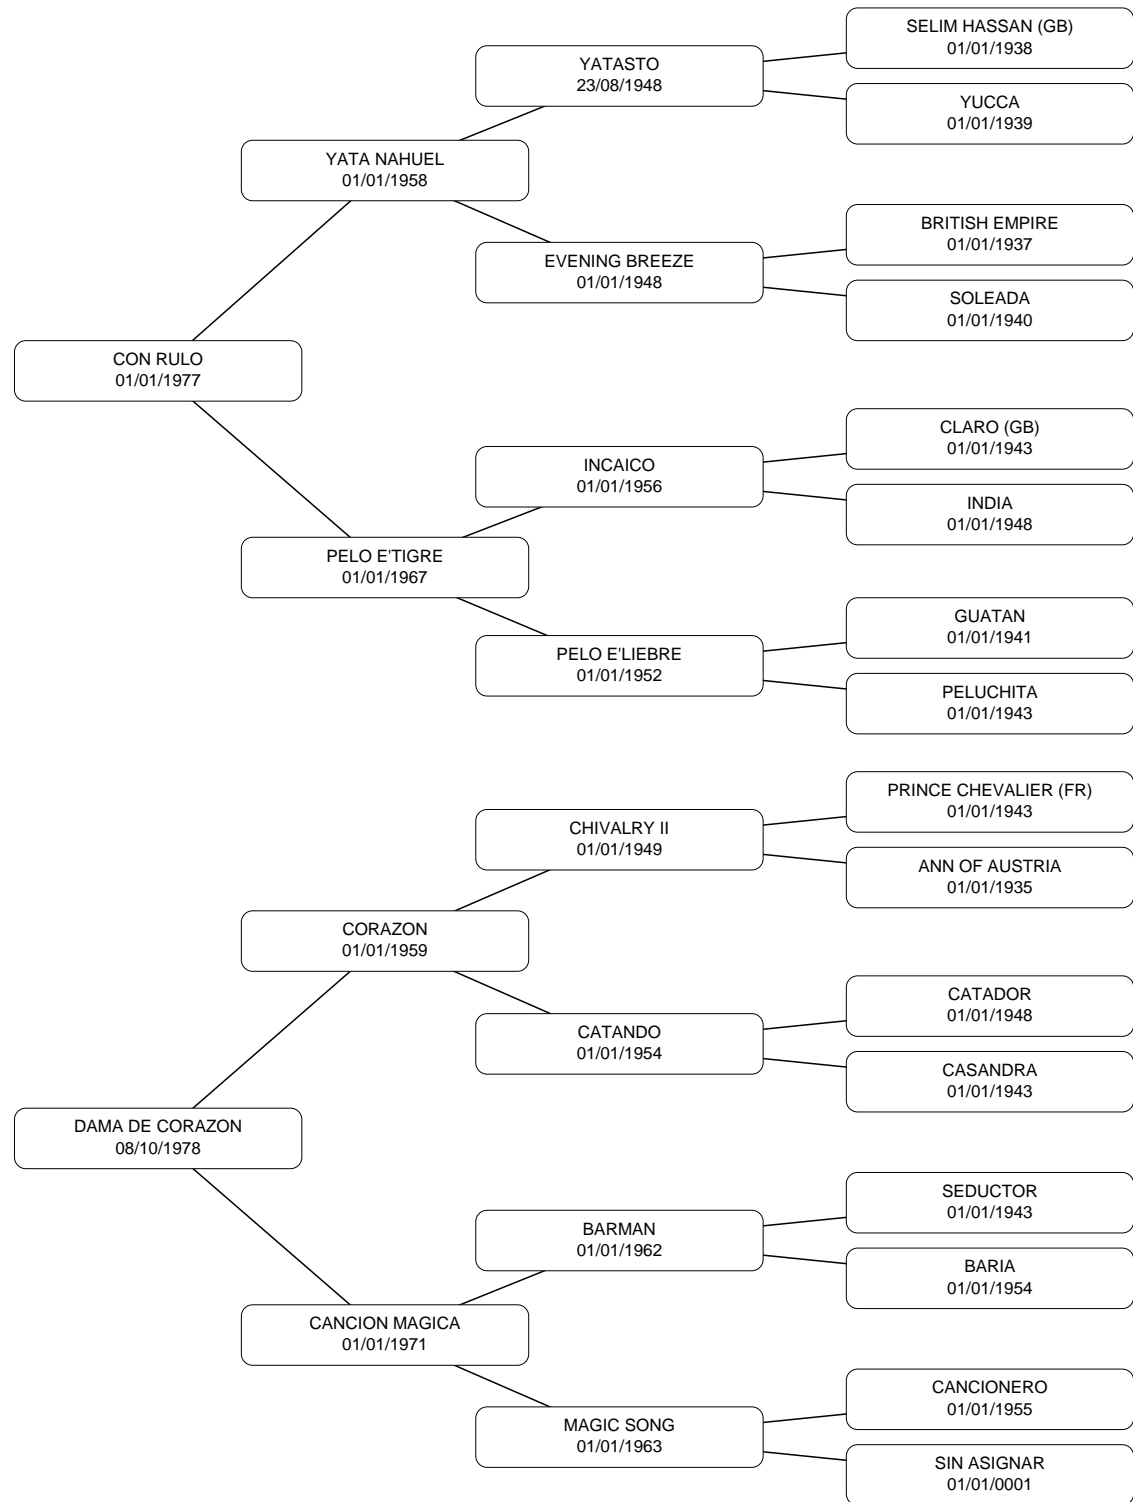 SELIM HASSAN (GB)
01/01/1938
YATASTO
23/08/1948
YUCCA
01/01/1939
YATA NAHUEL
01/01/1958
BRITISH EMPIRE
01/01/1937
EVENING BREEZE
01/01/1948
SOLEADA
01/01/1940
CON RULO
01/01/1977
CLARO (GB)
01/01/1943
INCAICO
01/01/1956
INDIA
01/01/1948
PELO E'TIGRE
01/01/1967
GUATAN
01/01/1941
PELO E'LIEBRE
01/01/1952
PELUCHITA
01/01/1943
PRINCE CHEVALIER (FR)
01/01/1943
CHIVALRY II
01/01/1949
ANN OF AUSTRIA
01/01/1935
CORAZON
01/01/1959
CATADOR
01/01/1948
CATANDO
01/01/1954
CASANDRA
01/01/1943
DAMA DE CORAZON
08/10/1978
SEDUCTOR
01/01/1943
BARMAN
01/01/1962
BARIA
01/01/1954
CANCION MAGICA
01/01/1971
CANCIONERO
01/01/1955
MAGIC SONG
01/01/1963
SIN ASIGNAR
01/01/0001